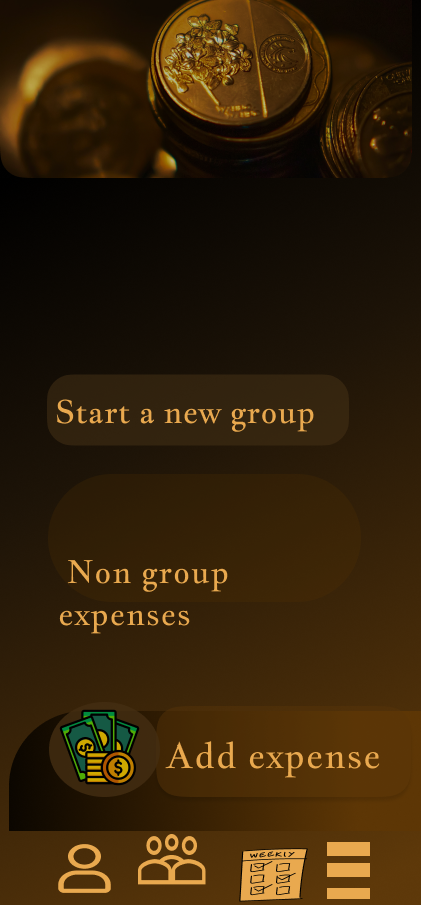 Start a new group
Non group
expenses
Add expense
WEEKLY